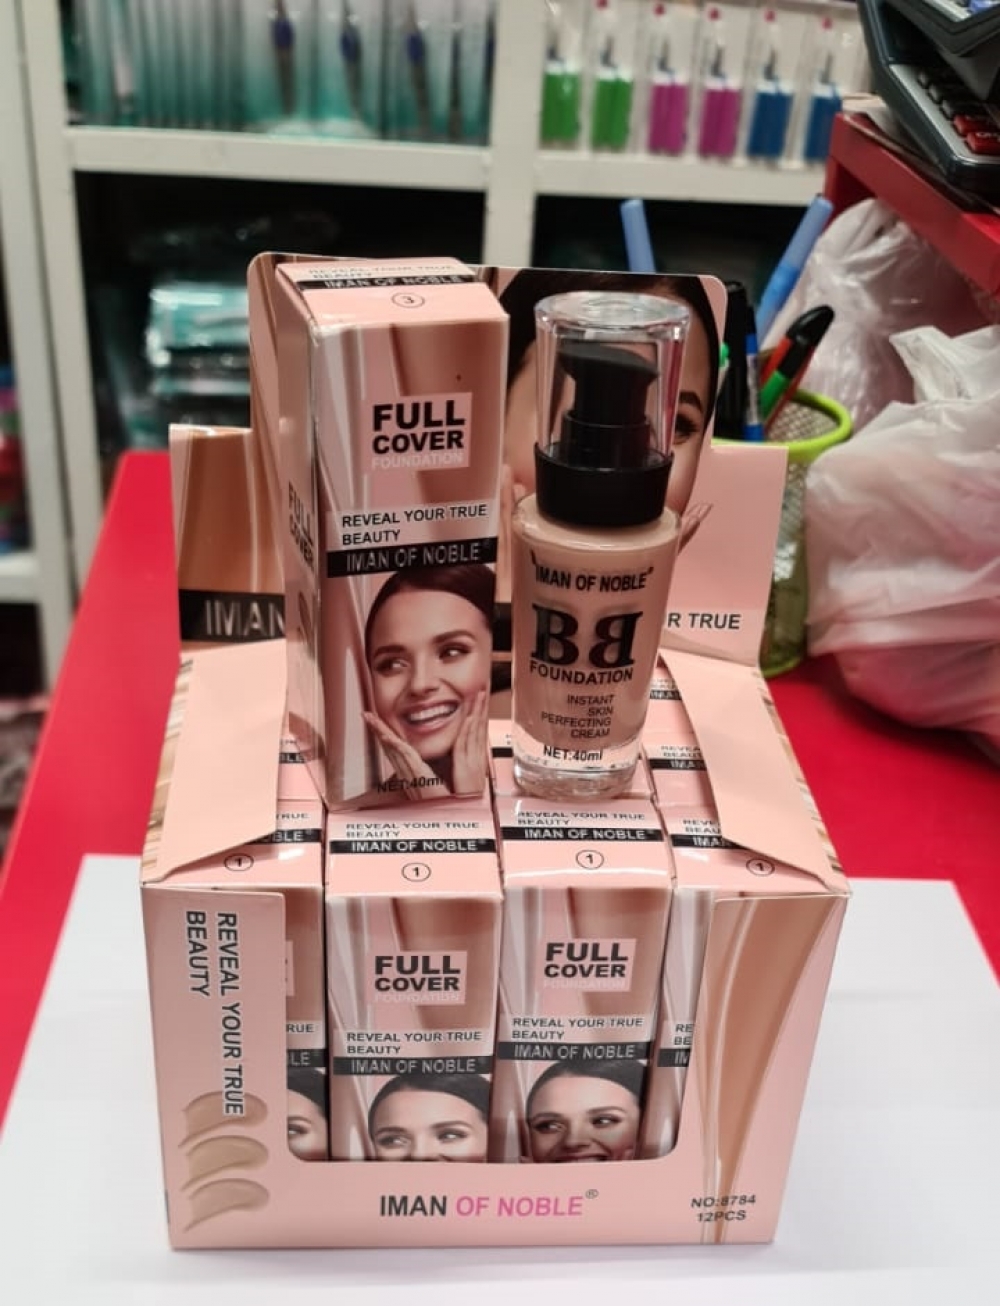 REVEAL YOUR TRUE
BEAUTY
IMAN OF NOBLE
3
FULL
COVER
FOUNDATION
REVEAL YOUR TRUE
BEAUTY
IMAN OF NOBLE
NET:40ml
FULL
COVER
IMAN OF NOBLE®
BB
FOUNDATION
INSTANT
SKIN
PERFECTING
CREAM
NET:40ml
IMAN
R TRUE
REVEAL YOUR TRUE
BEAUTY
IMAN OF NOBLE
1
FULL
COVER
FOUNDATION
REVEAL YOUR TRUE
BEAUTY
IMAN OF NOBLE
REVEAL YOUR TRUE
BEAUTY
IMAN OF NOBLE
1
FULL
COVER
FOUNDATION
REVEAL YOUR TRUE
BEAUTY
IMAN OF NOBLE
1
1
REVEAL YOUR TRUE
BEAUTY
IMAN OF NOBLE®
NO:8784
12PCS